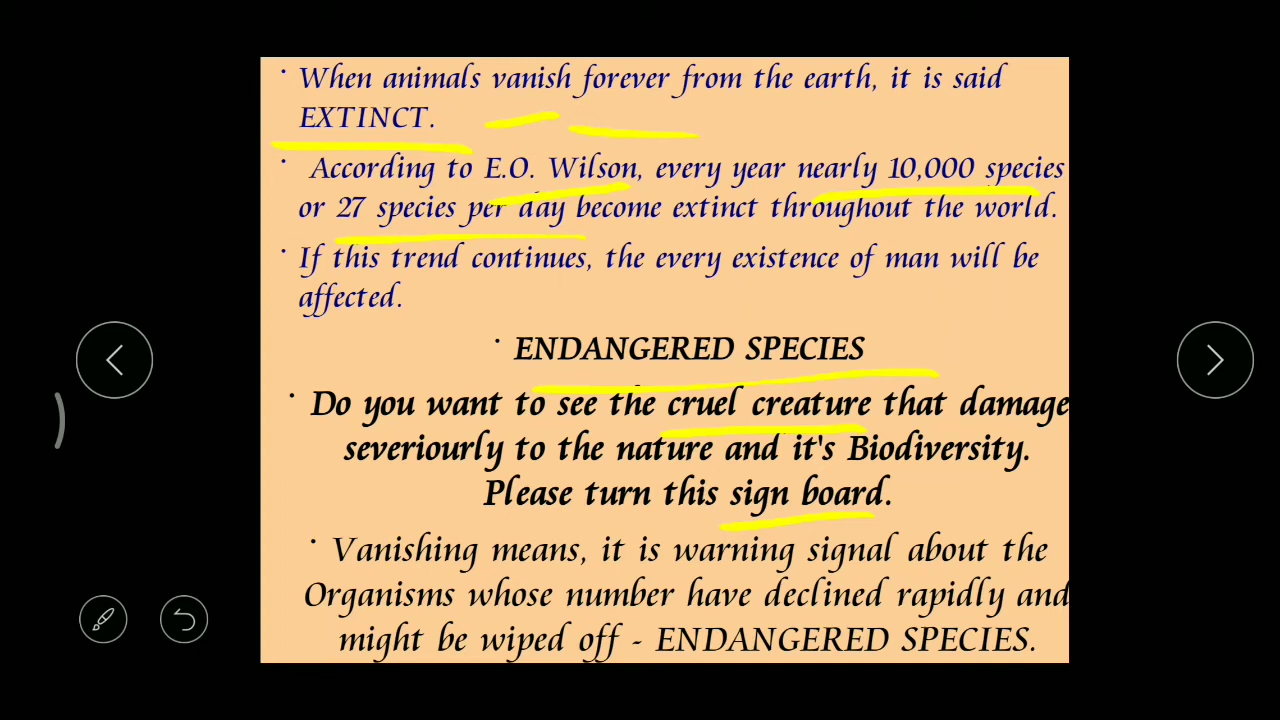 · When animals vanish forever from the earth, it is said
EXTINCT.
· According to E.O. Wilson, every year nearly 10,000 species
or 27 species per day become extinct throughout the world.
· If this trend continues, the every existence of man will be
affected.
· ENDANGERED SPECIES
· Do you want to see the cruel creature that damage
severiourly to the nature and it's Biodiversity.
Please turn this sign board.
· Vanishing means, it is warning signal about the
Organisms whose number have declined rapidly and
might be wiped off - ENDANGERED SPECIES.